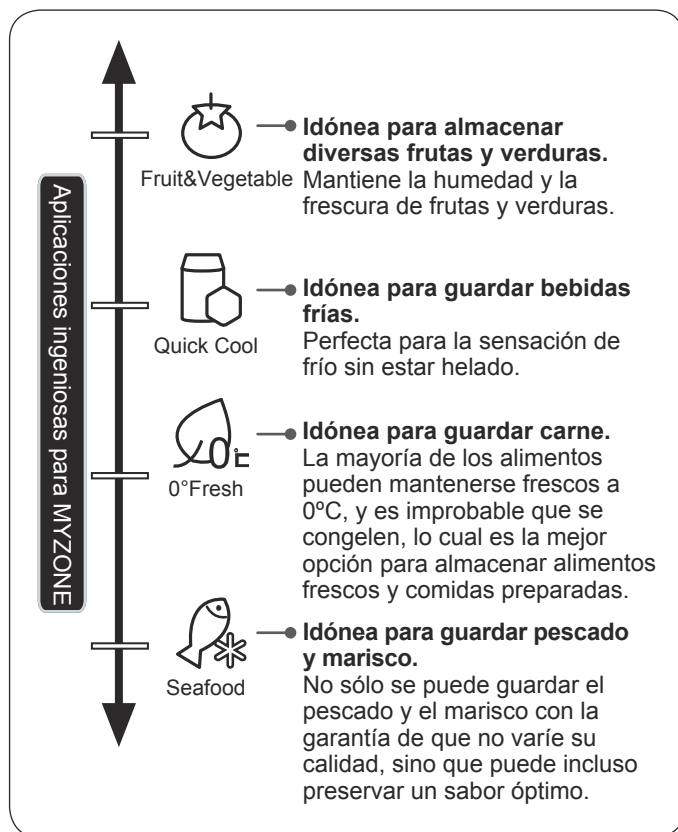 Aplicaciones ingeniosas para MYZONE
Fruit&Vegetable
Idónea para almacenar
diversas frutas y verduras.
Mantiene la humedad y la
frescura de frutas y verduras.
Quick Cool
Idónea para guardar bebidas
frías.
Perfecta para la sensación de
frío sin estar helado.
0°Fresh
0℃
Idónea para guardar carne.
La mayoría de los alimentos
pueden mantenerse frescos a
0ºC, y es improbable que se
congelen, lo cual es la mejor
opción para almacenar alimentos
frescos y comidas preparadas.
Seafood
Idónea para guardar pescado
y marisco.
No sólo se puede guardar el
pescado y el marisco con la
garantía de que no varíe su
calidad, sino que puede incluso
preservar un sabor óptimo.